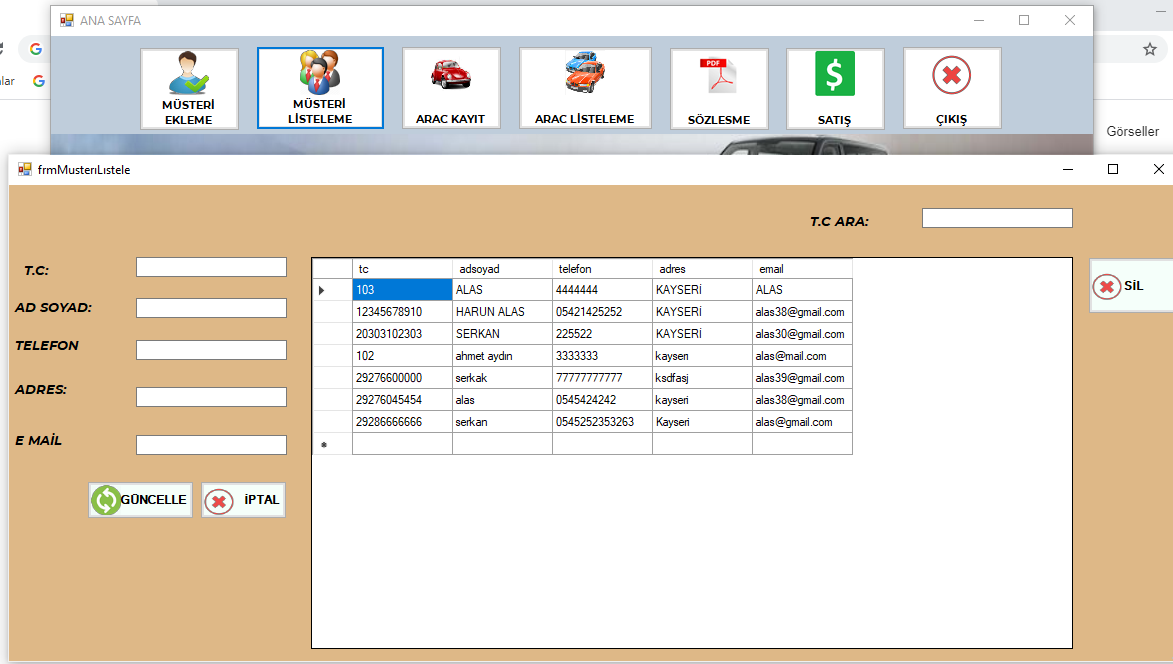 ANA SAYFA
MÜSTERİ
EKLEME
MÜSTERİ
LİSTELEME
ARAC KAYIT
ARAC LİSTELEME
PDF
SÖZLESME
$
SATIŞ
ÇIKIŞ
lar
Görseller
frmMusterıLıstele
T.C ARA:
T.C:
AD SOYAD:
TELEFON
ADRES:
E MAİL
GÜNCELLE
İPTAL
tc adsoyad telefon adres email
103 ALAS 4444444 KAYSERİ ALAS
12345678910 HARUN ALAS 05421425252 KAYSERİ alas38@gmail.com
20303102303 SERKAN 225522 KAYSERİ alas30@gmail.com
102 ahmet aydın 3333333 kayseri alas@mail.com
29276600000 serkak 77777777777 ksdfasj alas39@gmail.com
29276045454 alas 0545424242 kayseri alas38@gmail.com
29286666666 serkan 0545252353263 Kayseri alas@gmail.com
SİL